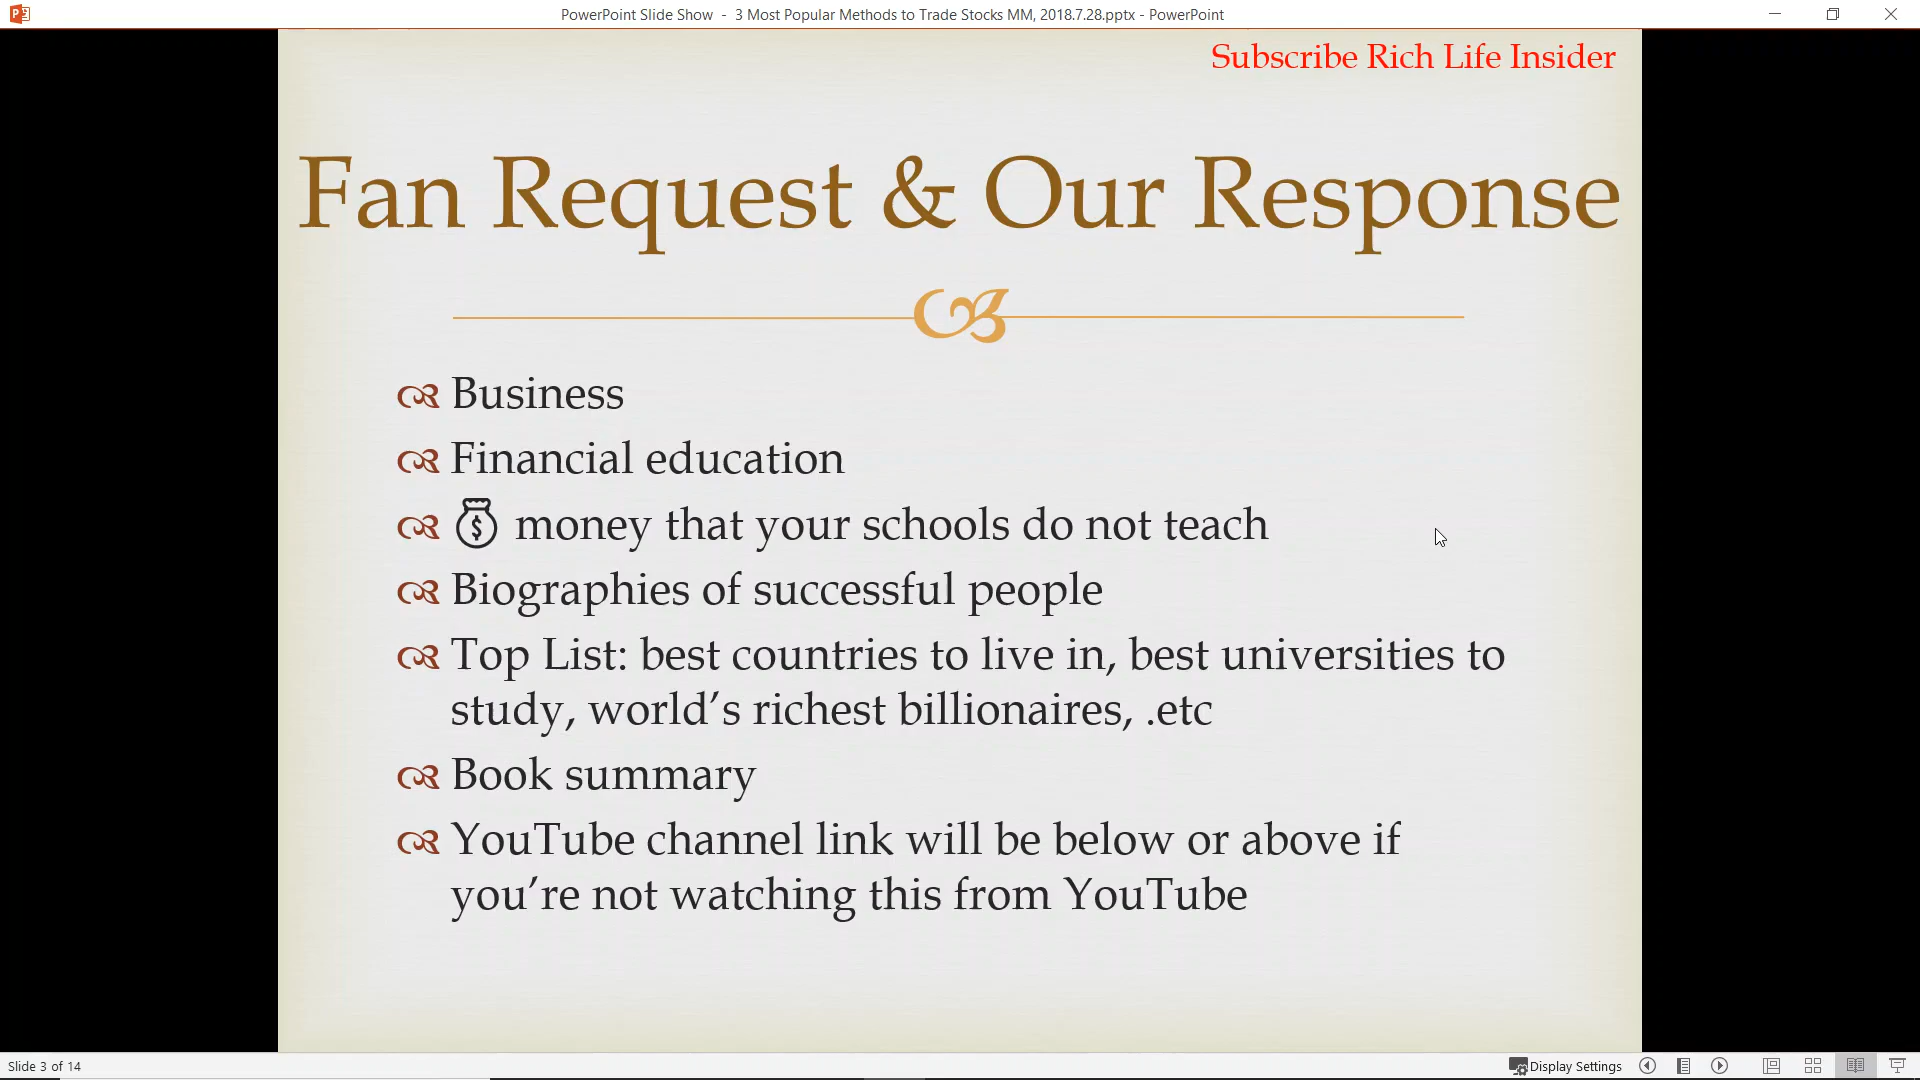 PowerPoint Slide Show - 3 Most Popular Methods to Trade Stocks MM, 2018.7.28.pptx - PowerPoint
Subscribe Rich Life Insider
Fan Request & Our Response
Business
Financial education
money that your schools do not teach
Biographies of successful people
Top List: best countries to live in, best universities to
study, world’s richest billionaires, .etc
Book summary
YouTube channel link will be below or above if
you’re not watching this from YouTube
Slide 3 of 14
Display Settings